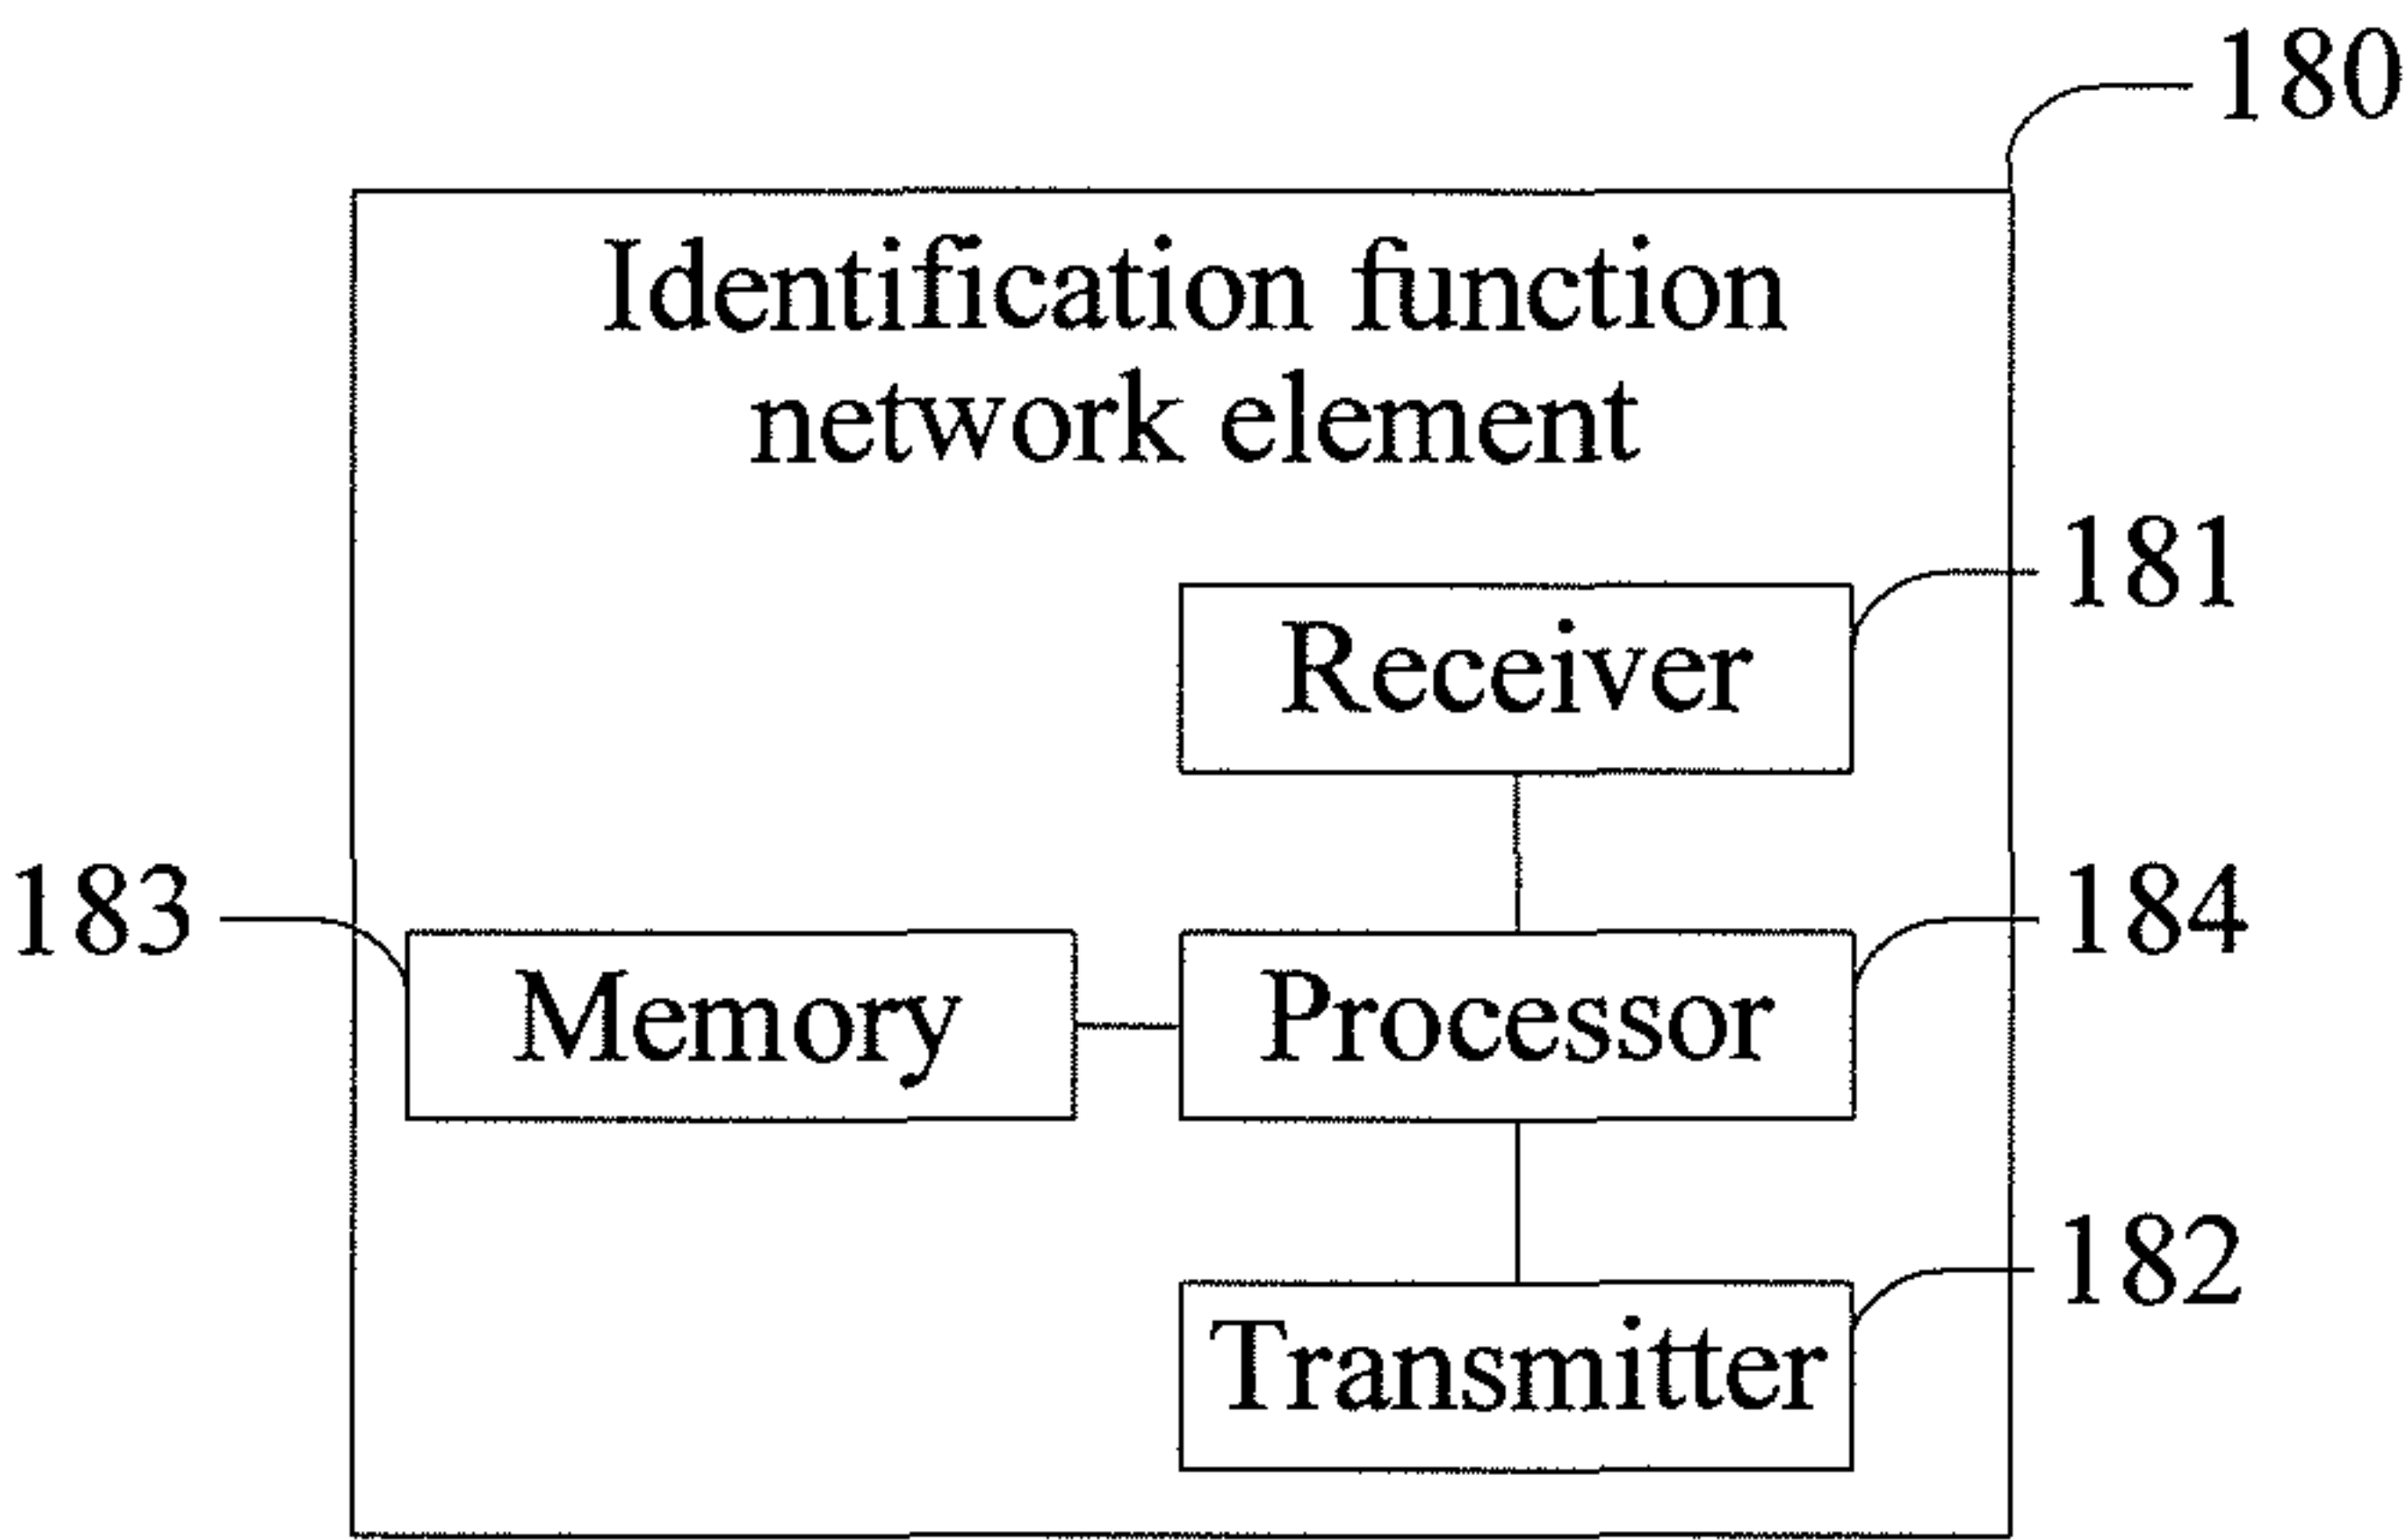 180
Identification function
network element
181
Receiver
183
184
Memory
Processor
182
Transmitter